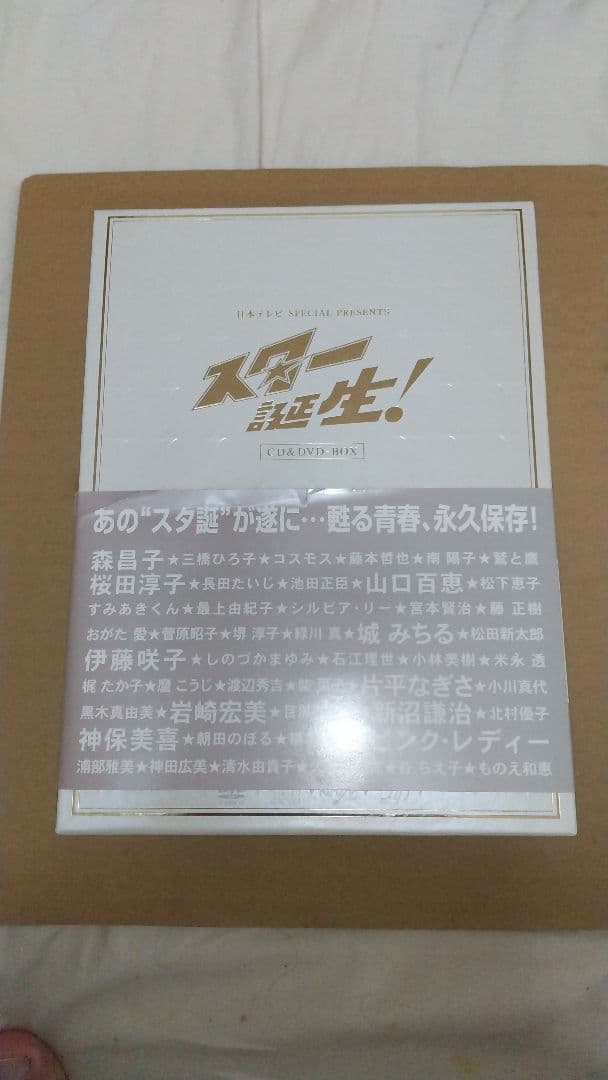 日本テレビ SPECIAL PRESENTS
スター
誕生!
CD&DVD-BOX
あの“スタ誕”が遂に…甦る青春、永久保存!
森昌子★三橋ひろ子★コスモス★藤本哲也★南 陽子★鷲と鷹
桜田淳子★長田たいじ★池田正臣★山口百恵★松下恵子
すみあきくん★最上由紀子★シルビア・リー★宮本賢治★藤 正樹
おがた 愛★菅原昭子★堺 淳子★緑川 真★城 みちる★松田新太郎
伊藤咲子★しのづかまゆみ★石江理世★小林美樹★米永 透
梶 たか子★麿 こうじ★渡辺秀吉★ 片平なぎさ★小川真代
黒木真由美★岩崎宏美★ 新沼謙治★北村優子
神保美喜★朝田のぼる★ ピンク・レディー
浦部雅美★神田広美★清水由貴子★ ちえ子★ものえ和恵